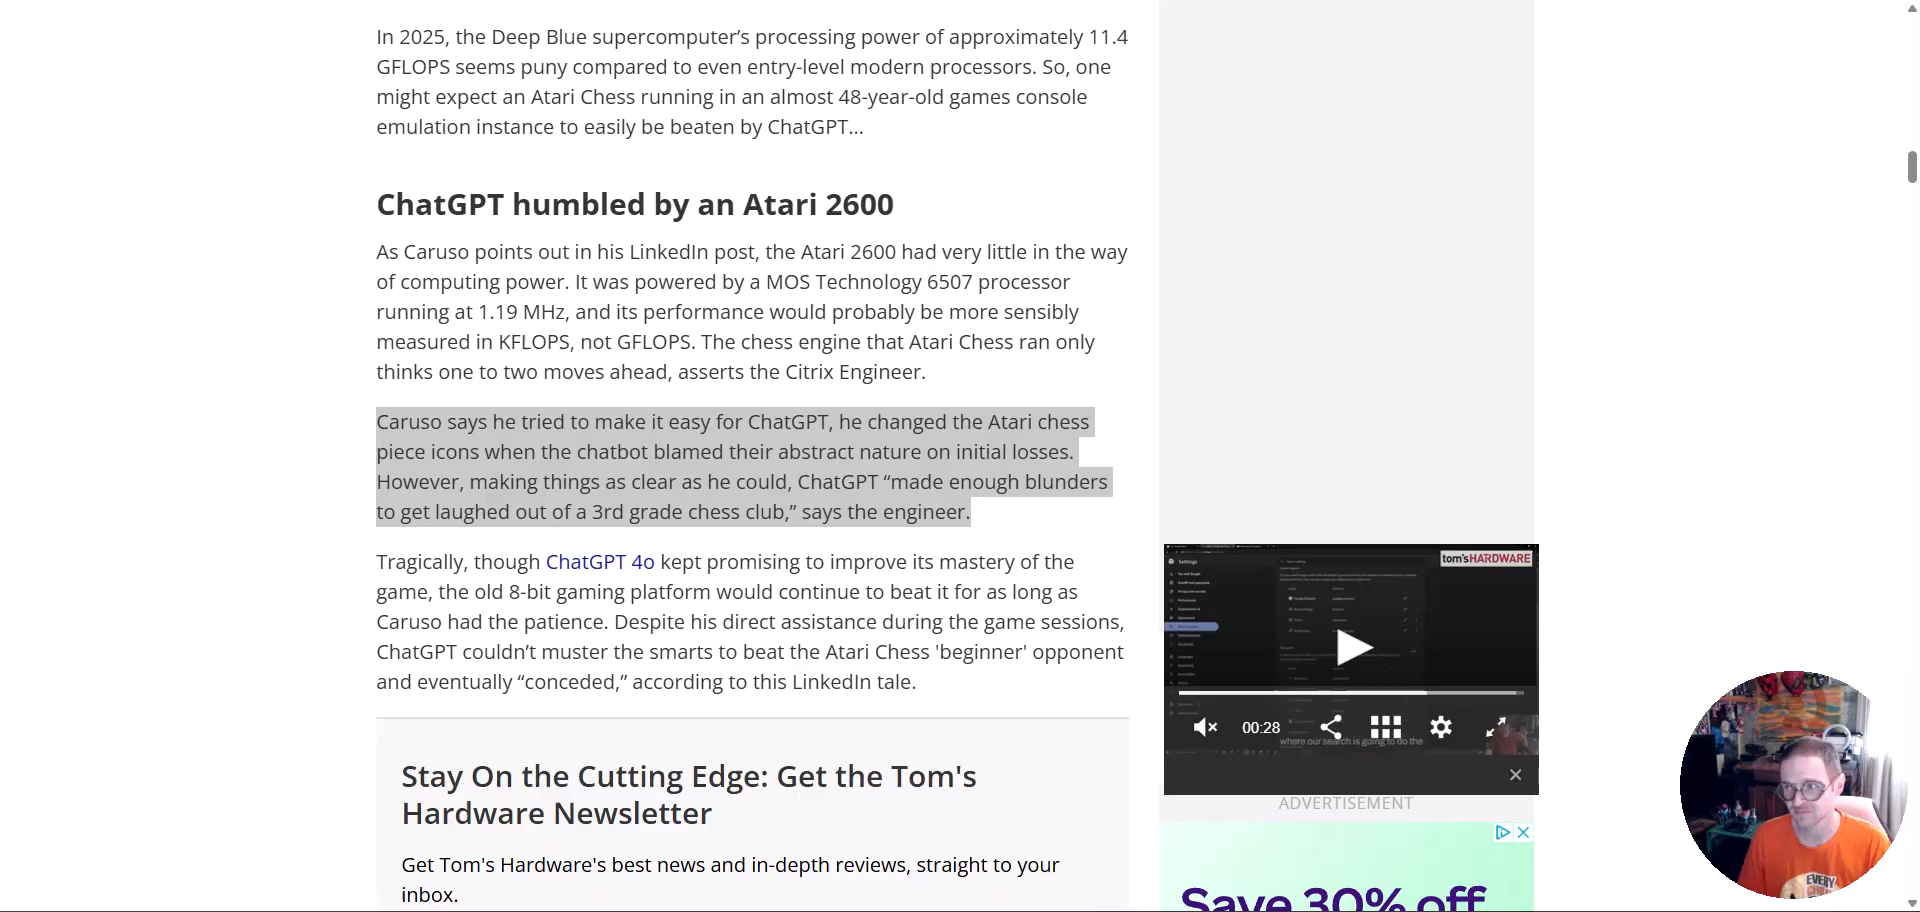 In 2025, the Deep Blue supercomputer’s processing power of approximately 11.4
GFLOPS seems puny compared to even entry-level modern processors. So, one
might expect an Atari Chess running in an almost 48-year-old games console
emulation instance to easily be beaten by ChatGPT…
ChatGPT humbled by an Atari 2600
As Caruso points out in his LinkedIn post, the Atari 2600 had very little in the way
of computing power. It was powered by a MOS Technology 6507 processor
running at 1.19 MHz, and its performance would probably be more sensibly
measured in KFLOPS, not GFLOPS. The chess engine that Atari Chess ran only
thinks one to two moves ahead, asserts the Citrix Engineer.
Caruso says he tried to make it easy for ChatGPT, he changed the Atari chess
piece icons when the chatbot blamed their abstract nature on initial losses.
However, making things as clear as he could, ChatGPT “made enough blunders
to get laughed out of a 3rd grade chess club,” says the engineer.
Tragically, though ChatGPT 4o kept promising to improve its mastery of the
game, the old 8-bit gaming platform would continue to beat it for as long as
Caruso had the patience. Despite his direct assistance during the game sessions,
ChatGPT couldn’t muster the smarts to beat the Atari Chess 'beginner' opponent
and eventually “conceded,” according to this LinkedIn tale.
Stay On the Cutting Edge: Get the Tom's
Hardware Newsletter
Get Tom's Hardware's best news and in-depth reviews, straight to your
inbox.
tom'sHARDWARE
Settings
00:28
where our search is going to do the
ADVERTISEMENT
Save 30% off
EVERY